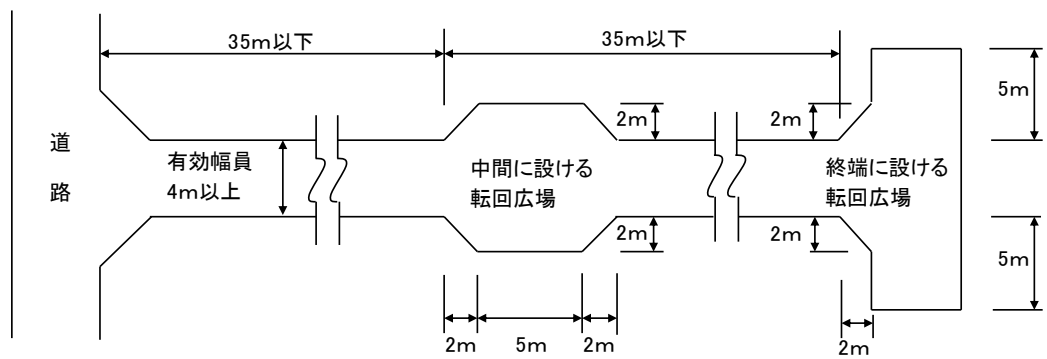 35m以下
35m以下
5m
2m
2m
道
路
有効幅員
4m以上
中間に設ける
転回広場
終端に設ける
転回広場
2m
2m
5m
2m
5m
2m
2m